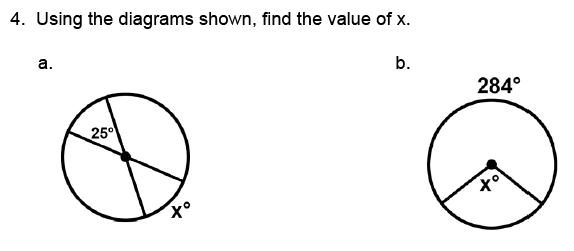 4. Using the diagrams shown, find the value of x.
a.
b.
284°
25°
x°
x°